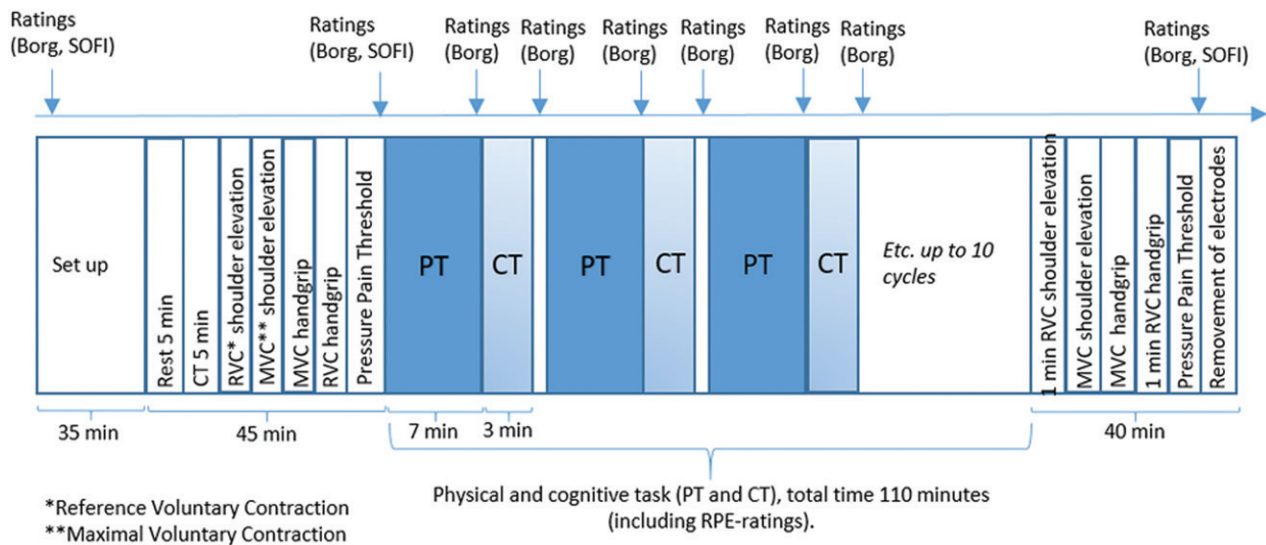 Ratings
(Borg, SOFI)
Ratings
(Borg, SOFI)
Ratings
(Borg)
Ratings
(Borg)
Ratings
(Borg)
Ratings
(Borg)
Ratings
(Borg)
Ratings
(Borg)
Ratings
(Borg, SOFI)
Set up
Rest 5 min
CT 5 min
RVC* shoulder elevation
MVC** shoulder elevation
MVC handgrip
RVC handgrip
Pressure Pain Threshold
PT
CT
PT
CT
PT
CT
Etc. up to 10
cycles
1 min RVC shoulder elevation
MVC shoulder elevation
MVC handgrip
1 min RVC handgrip
Pressure Pain Threshold
Removement of electrodes
35 min
45 min
7 min
3 min
40 min
Physical and cognitive task (PT and CT), total time 110 minutes
(including RPE-ratings).
*Reference Voluntary Contraction
**Maximal Voluntary Contraction